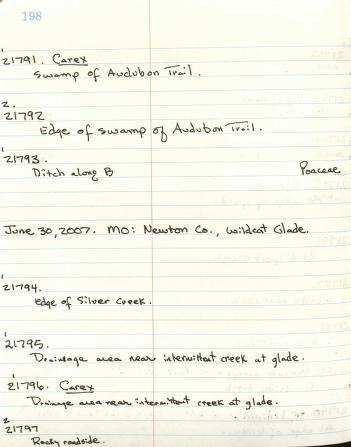 198
1
21791. Carex
Swamp of Audubon Trail.
2.
21792
Edge of swamp of Audubon Trail.
1
21793.
Ditch along B Poaceae
June 30, 2007. MO: Newton Co., Wildcat Glade.
1
21794.
Edge of Silver Creek.
1
21795.
Drainage area near intermittent creek at glade.
1
21796. Carex
Drainage area near intermittent creek at glade.
2
21797
Rocky roadside.